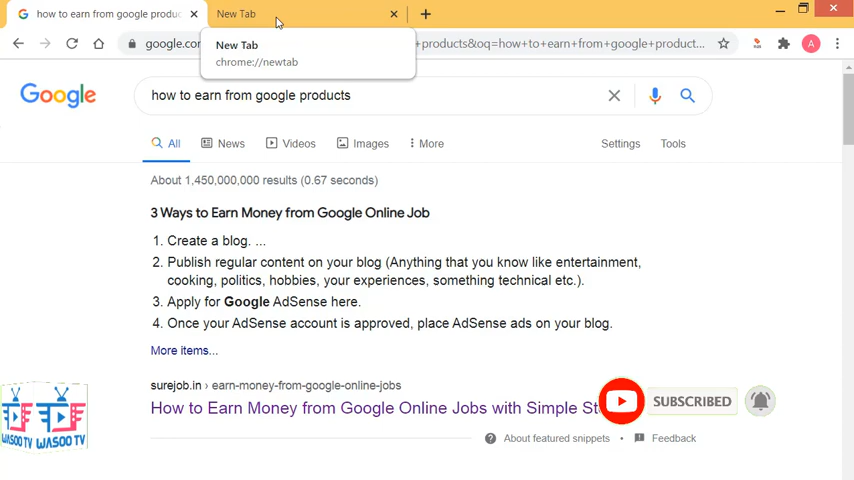 how to earn from google produc
New Tab
google.co
products&oq=how+to+earn+from+google+product...
A
New Tab
chrome://newtab
Google
how to earn from google products
All
News
Videos
Images
More
Settings
Tools
About 1,450,000,000 results (0.67 seconds)
3 Ways to Earn Money from Google Online Job
1. Create a blog. ...
2. Publish regular content on your blog (Anything that you know like entertainment,
cooking, politics, hobbies, your experiences, something technical etc.).
3. Apply for Google AdSense here.
4. Once your AdSense account is approved, place AdSense ads on your blog.
More items...
surejob.in › earn-money-from-google-online-jobs
How to Earn Money from Google Online Jobs with Simple St
SUBSCRIBED
WASOO TV WASOO TV
About featured snippets
Feedback